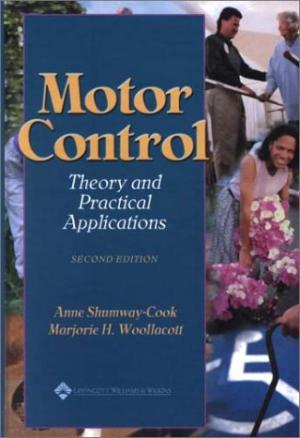 Motor
Control
Theory and
Practical
Applications
SECOND EDITION
Anne Shumway-Cook
Marjorie H. Woollacott
LIPPINCOTT WILLIAMS & WILKINS